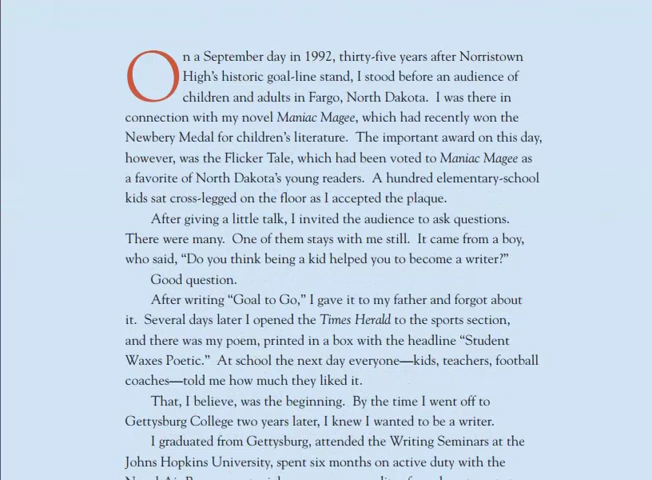 On a September day in 1992, thirty-five years after Norristown
High's historic goal-line stand, I stood before an audience of
children and adults in Fargo, North Dakota. I was there in
connection with my novel Maniac Magee, which had recently won the
Newbery Medal for children's literature. The important award on this day,
however, was the Flicker Tale, which had been voted to Maniac Magee as
a favorite of North Dakota's young readers. A hundred elementary-school
kids sat cross-legged on the floor as I accepted the plaque.
After giving a little talk, I invited the audience to ask questions.
There were many. One of them stays with me still. It came from a boy,
who said, “Do you think being a kid helped you to become a writer?”
Good question.
After writing “Goal to Go,” I gave it to my father and forgot about
it. Several days later I opened the Times Herald to the sports section,
and there was my poem, printed in a box with the headline “Student
Waxes Poetic.” At school the next day everyone—kids, teachers, football
coaches—told me how much they liked it.
That, I believe, was the beginning. By the time I went off to
Gettysburg College two years later, I knew I wanted to be a writer.
I graduated from Gettysburg, attended the Writing Seminars at the
Johns Hopkins University, spent six months on active duty with the